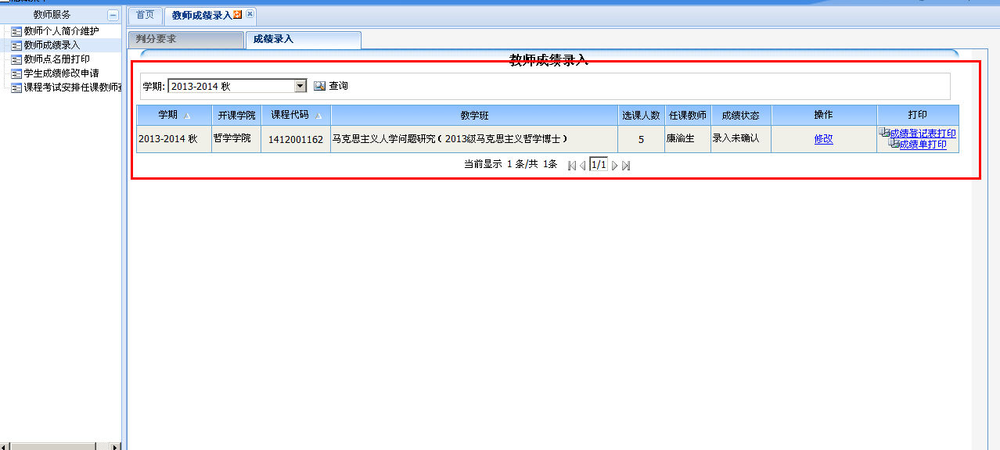 教师服务
首页 教师成绩录入
教师个人简介维护
教师成绩录入
教师点名册打印
学生成绩修改申请
课程考试安排任课教师
判分要求 成绩录入
教师成绩录入
学期: 2013-2014 秋 查询
学期 开课学院 课程代码 教学班 选课人数 任课教师 成绩状态 操作 打印
2013-2014 秋 哲学学院 1412001162 马克思主义人学问题研究（2013级马克思主义哲学博士） 5 康渝生 录入未确认 修改 成绩登记表打印
成绩单打印
当前显示 1 条/共 1条 1/1